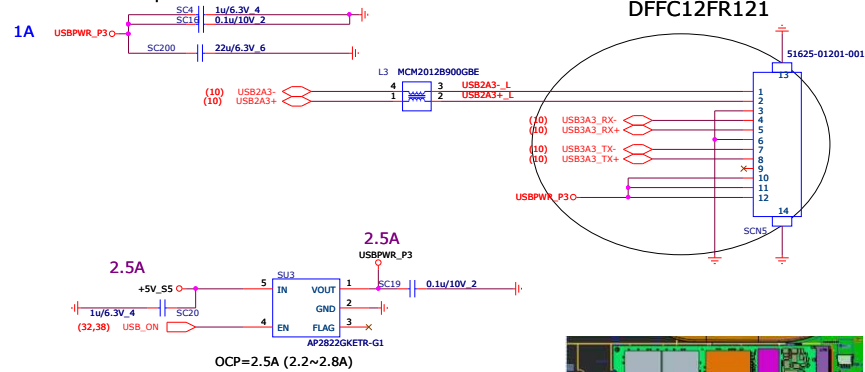 DFFC12FR121
SC4 1u/6.3V_4
SC16 0.1u/10V_2
1A USBPWR_P3
SC200 22u/6.3V_6
51625-01201-001
13
L3 MCM2012B900GBE
(10) USB2A3- 4 3 USB2A3-_L 1
(10) USB2A3+ 1 2 USB2A3+_L 2
3
(10) USB3A3_RX- 4
(10) USB3A3_RX+ 5
6
(10) USB3A3_TX- 7
(10) USB3A3_TX+ 8
9
10
11
USBPWR_P3 12
14
SCN5
2.5A
USBPWR_P3
2.5A
SU3
+5V_S5 5 IN VOUT 1 SC19 0.1u/10V_2
1u/6.3V_4 SC20 GND 2
(32,38) USB_ON 4 EN FLAG 3
AP2822GKETR-G1
OCP=2.5A (2.2~2.8A)